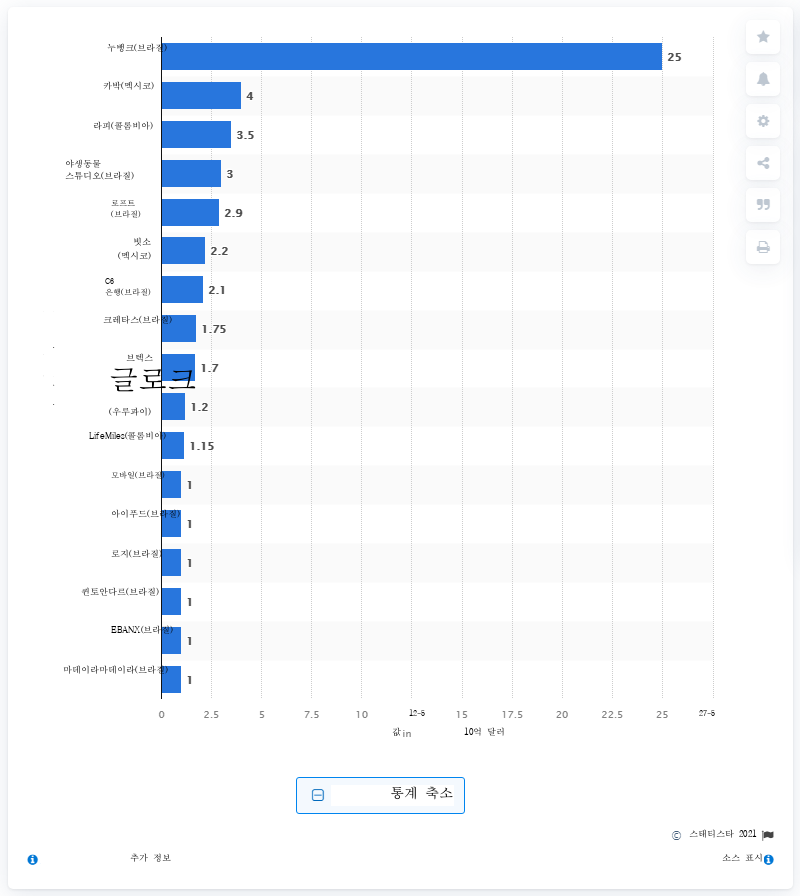 누뱅크(브라질)
25
카박(멕시코)
4
라피(콜롬비아)
3.5
야생동물
스튜디오(브라질)
3
로프트
(브라질)
2.9
빗소
(멕시코)
2.2
C6
은행(브라질)
2.1
크레타스(브라질)
1.75
브렉스
1.7
글로크
(우루과이)
1.2
LifeMiles(콜롬비아)
1.15
모바일(브라질)
1
아이푸드(브라질)
1
로지(브라질)
1
퀸토안다르(브라질)
1
EBANX(브라질)
1
마데이라마데이라(브라질)
1
0 2.5 5 7.5 10 12-5 15 17.5 20 22.5 25 27-5
값 in 10억 달러
통계 축소
© 스태티스타 2021
추가 정보 소스 표시